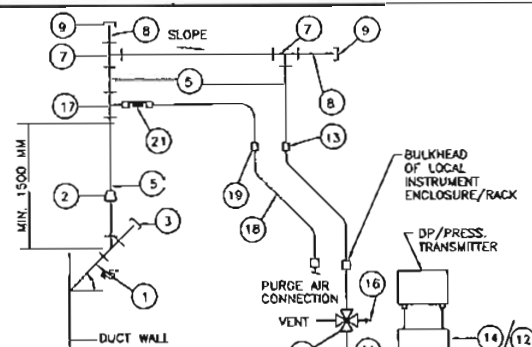 9
8
SLOPE
7
9
7
5
8
17
21
13
MIN. 1500 MM
19
BULKHEAD
OF LOCAL
INSTRUMENT
ENCLOSURE/RACK
2
5
3
18
DP/PRESS.
TRANSMITTER
45°
1
PURGE AIR
CONNECTION
16
VENT
DUCT WALL
14/12